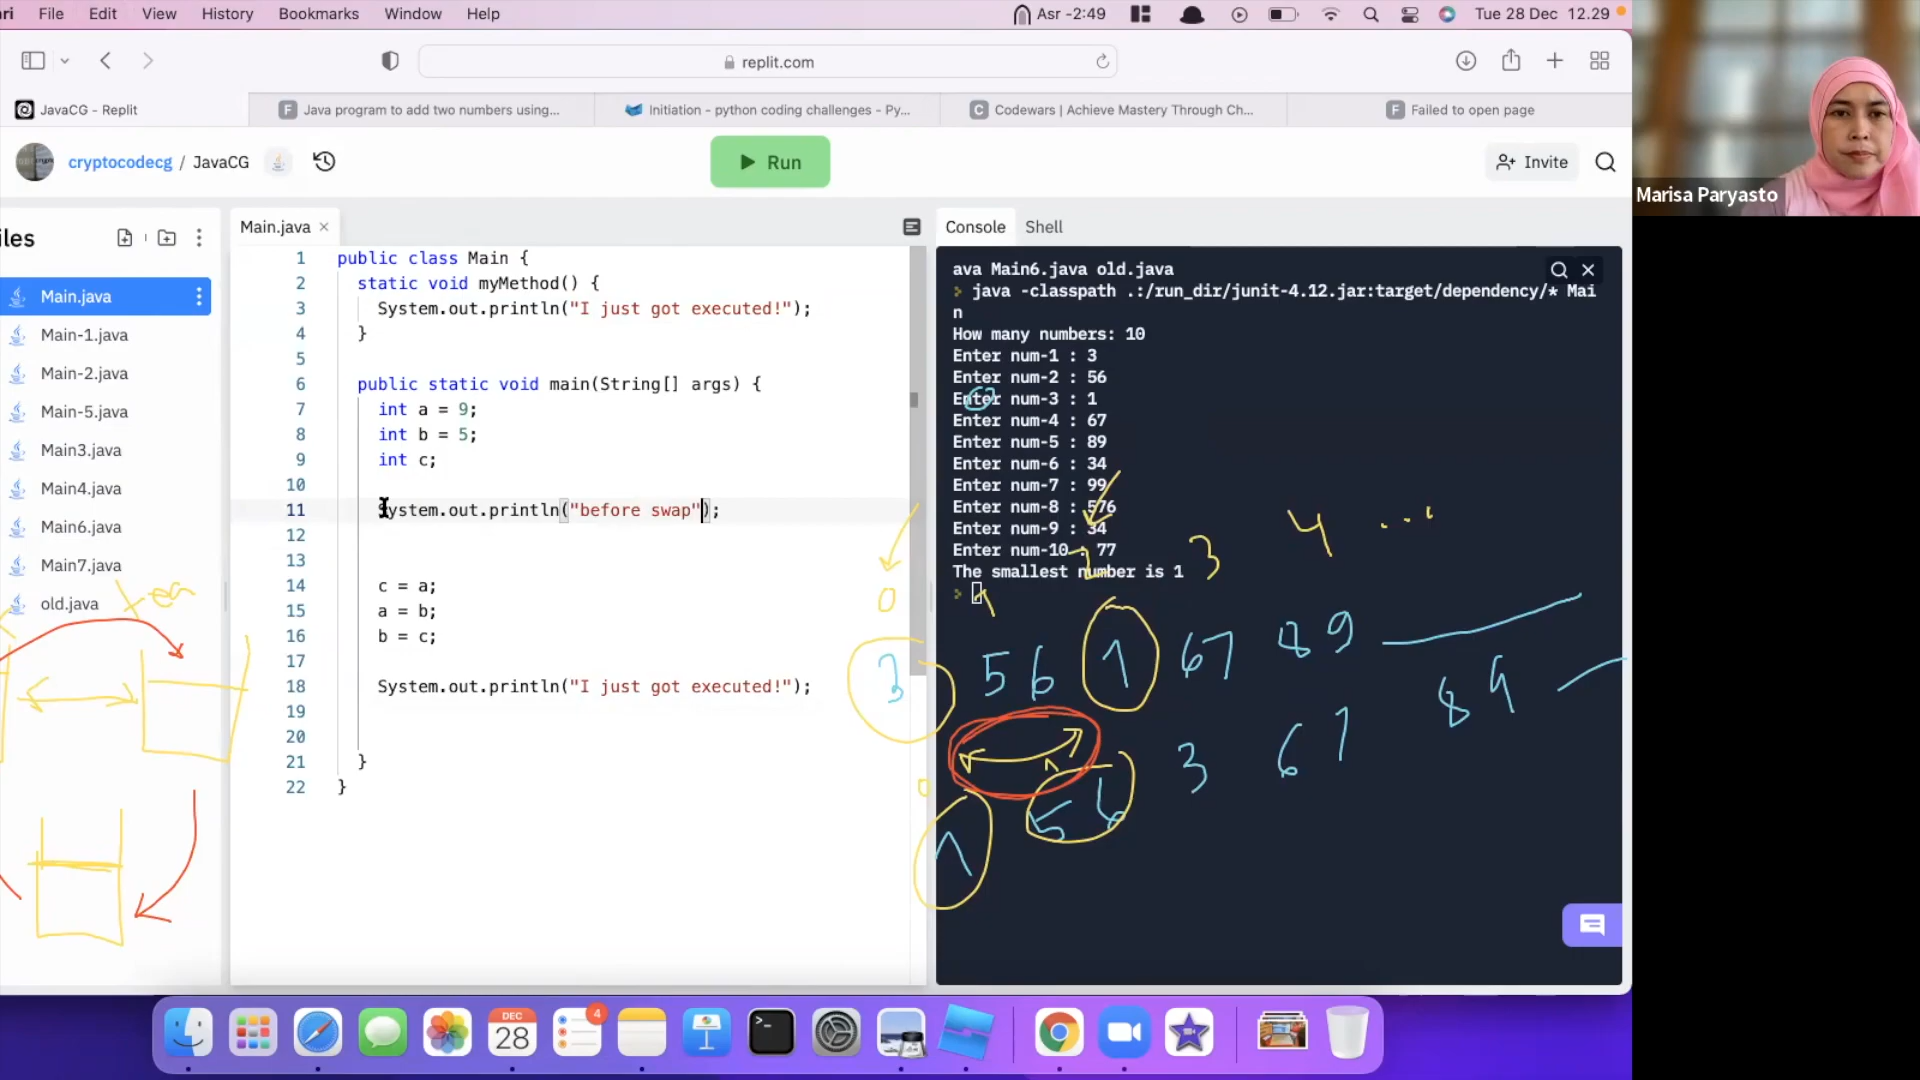 ari File Edit View History Bookmarks Window Help Asr -2:49 Tue 28 Dec 12.29
replit.com
JavaCG - Replit F Java program to add two numbers using... Initiation - python coding challenges - Py... C Codewars | Achieve Mastery Through Ch... F Failed to open page
cryptocodecg / JavaCG Run Invite
Marisa Paryasto
iles
Main.java
Main-1.java
Main-2.java
Main-5.java
Main3.java
Main4.java
Main6.java
Main7.java
old.java
Main.java
1 public class Main {
2 static void myMethod() {
3 System.out.println("I just got executed!");
4 }
5
6 public static void main(String[] args) {
7 int a = 9;
8 int b = 5;
9 int c;
10
11 System.out.println("before swap");
12
13
14 c = a;
15 a = b;
16 b = c;
17
18 System.out.println("I just got executed!");
19
20
21 }
22 }
Console Shell
ava Main6.java old.java
java -classpath .:/run_dir/junit-4.12.jar:target/dependency/* Mai
n
How many numbers: 10
Enter num-1 : 3
Enter num-2 : 56
Enter num-3 : 1
Enter num-4 : 67
Enter num-5 : 89
Enter num-6 : 34
Enter num-7 : 99
Enter num-8 : 576
Enter num-9 : 34
Enter num-10 : 77
The smallest number is 1
0 1 2 3 4 ...
3 56 1 67 89
1 56 3 67 89
DEC
28
4